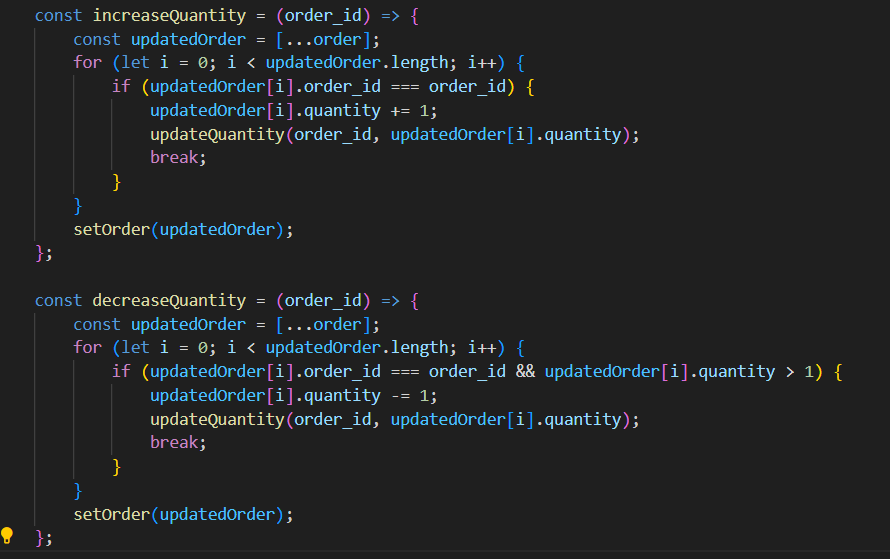 const increaseQuantity = (order_id) => {
    const updatedOrder = [...order];
    for (let i = 0; i < updatedOrder.length; i++) {
        if (updatedOrder[i].order_id === order_id) {
            updatedOrder[i].quantity += 1;
            updateQuantity(order_id, updatedOrder[i].quantity);
            break;
        }
    }
    setOrder(updatedOrder);
};

const decreaseQuantity = (order_id) => {
    const updatedOrder = [...order];
    for (let i = 0; i < updatedOrder.length; i++) {
        if (updatedOrder[i].order_id === order_id && updatedOrder[i].quantity > 1) {
            updatedOrder[i].quantity -= 1;
            updateQuantity(order_id, updatedOrder[i].quantity);
            break;
        }
    }
    setOrder(updatedOrder);
};